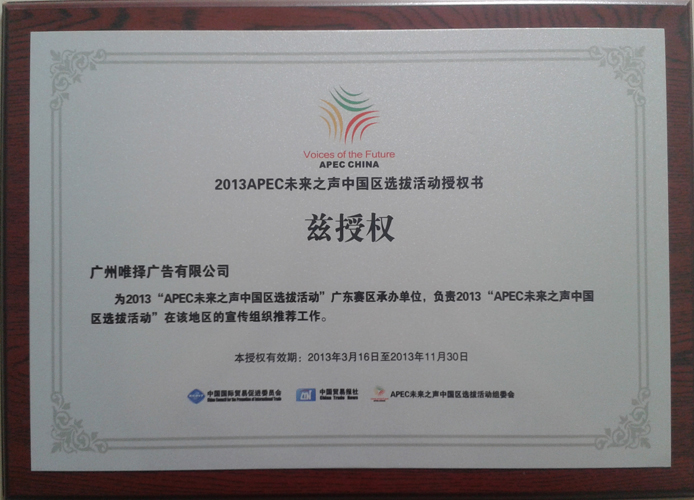 Voices of the Future
APEC CHINA
2013APEC未来之声中国区选拔活动授权书
兹授权
广州唯择广告有限公司
为2013“APEC未来之声中国区选拔活动”广东赛区承办单位，负责2013“APEC未来之声中国
区选拔活动”在该地区的宣传组织推荐工作。
本授权有效期：2013年3月16日至2013年11月30日
中国国际贸易促进委员会 中国贸易报社 APEC未来之声中国区选拔活动组委会
China Council for the Promotion of International Trade China Trade News